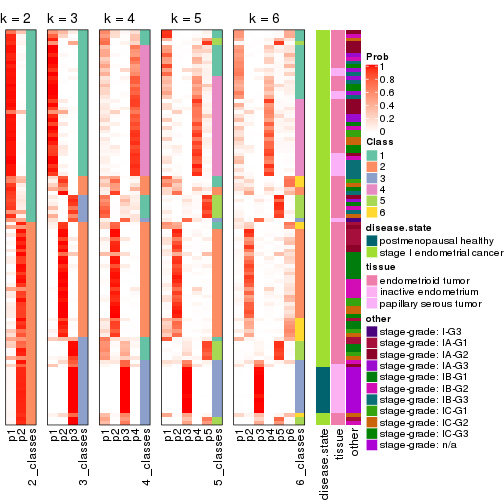 k = 2
k = 3
k = 4
k = 5
k = 6
p1
p2
2_classes
p1
p2
p3
3_classes
p1
p2
p3
p4
4_classes
p1
p2
p3
p4
p5
5_classes
p1
p2
p3
p4
p5
p6
6_classes
disease.state
tissue
other
Prob
1
0.8
0.6
0.4
0.2
0
Class
1
2
3
4
5
6
disease.state
postmenopausal healthy
stage I endometrial cancer
tissue
endometrioid tumor
inactive endometrium
papillary serous tumor
other
stage-grade: I-G3
stage-grade: IA-G1
stage-grade: IA-G2
stage-grade: IA-G3
stage-grade: IB-G1
stage-grade: IB-G2
stage-grade: IB-G3
stage-grade: IC-G1
stage-grade: IC-G2
stage-grade: IC-G3
stage-grade: n/a